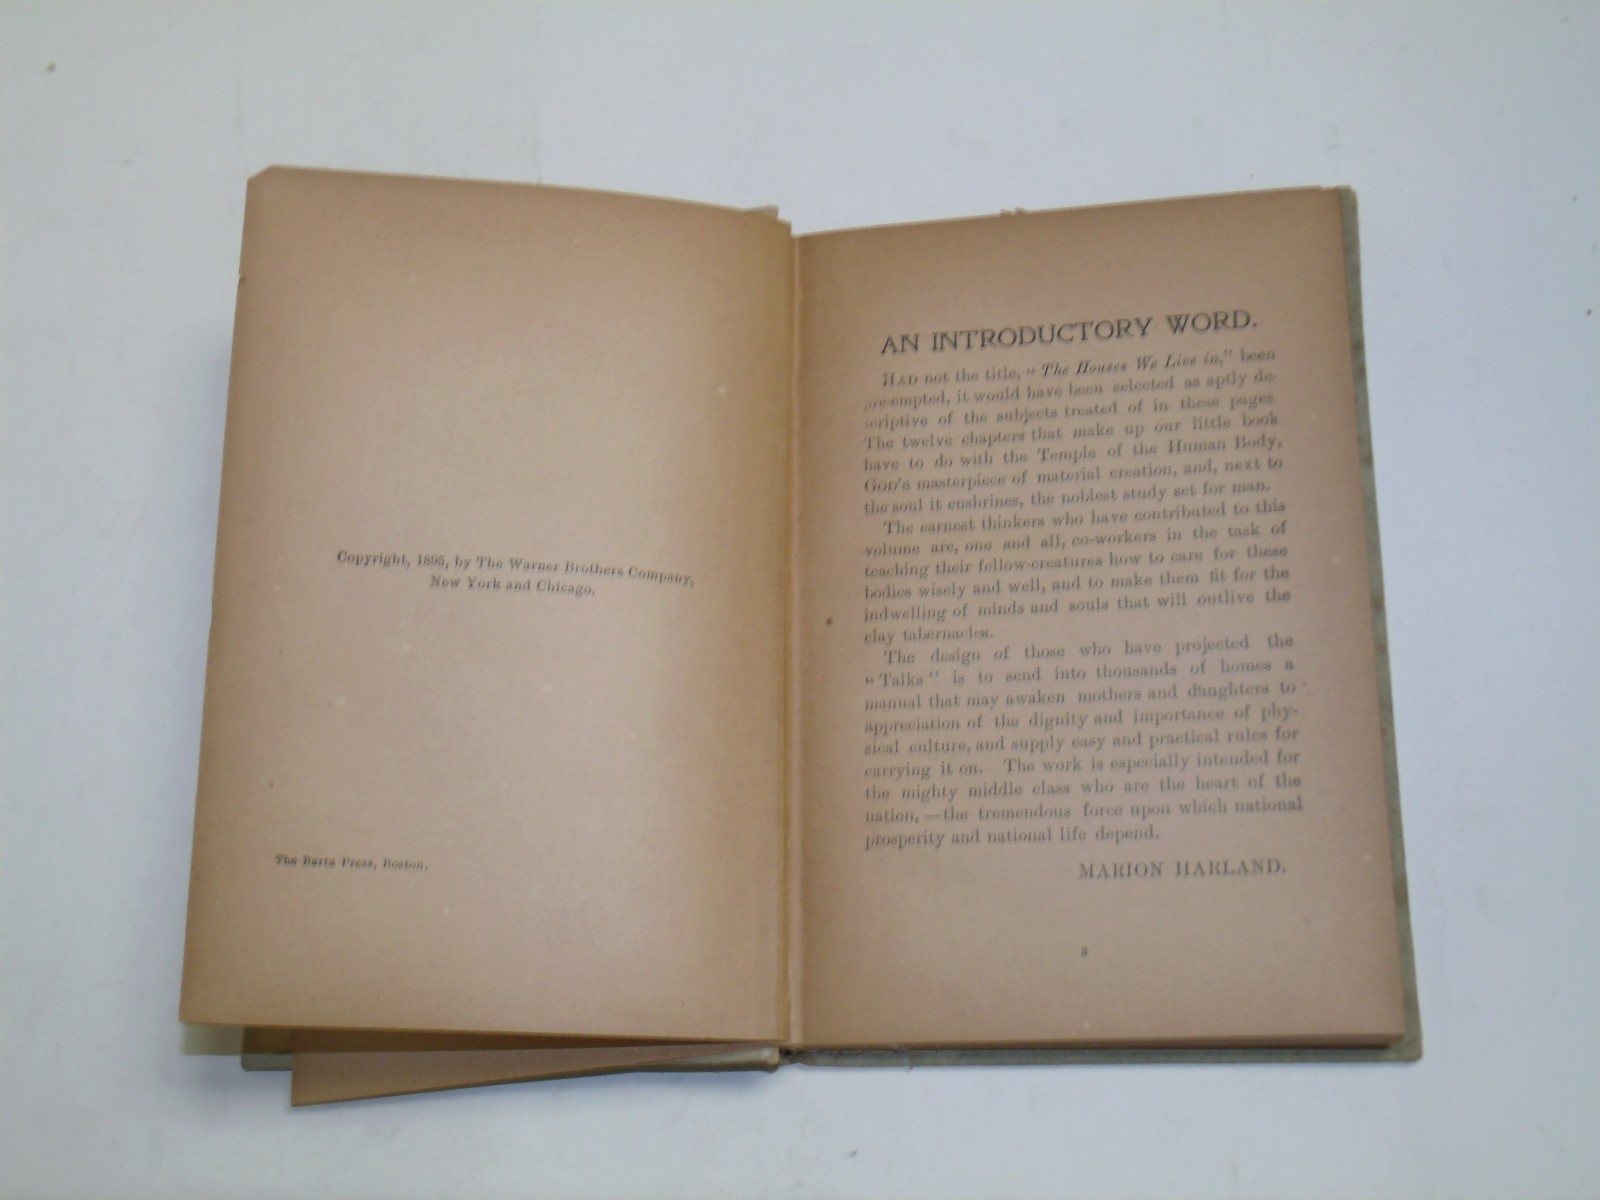 Copyright, 1895, by The Warner Brothers Company,
New York and Chicago.
The Barta Press, Boston.
AN INTRODUCTORY WORD.
HAD not the title, "The Houses We Live in," been
pre-empted, it would have been selected as aptly de-
scriptive of the subjects treated of in these pages
The twelve chapters that make up our little book
have to do with the Temple of the Human Body,
GOD'S masterpiece of material creation, and, next to
the soul it enshrines, the noblest study set for man.
The earnest thinkers who have contributed to this
volume are, one and all, co-workers in the task of
teaching their fellow-creatures how to care for these
bodies wisely and well, and to make them fit for the
indwelling of minds and souls that will outlive the
clay tabernacles.
The design of those who have projected the
"Talks" is to send into thousands of homes a
manual that may awaken mothers and daughters to
appreciation of the dignity and importance of phy-
sical culture, and supply easy and practical rules for
carrying it on. The work is especially intended for
the mighty middle class who are the heart of the
nation,—the tremendous force upon which national
prosperity and national life depend.
MARION HARLAND.